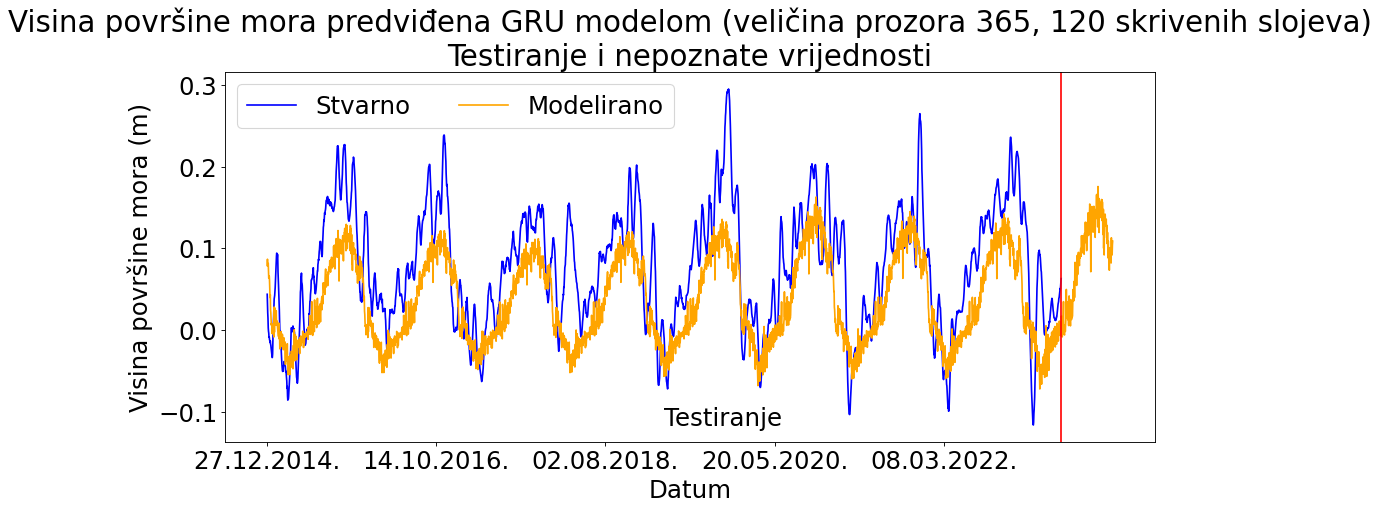 Visina površine mora predviđena GRU modelom (veličina prozora 365, 120 skrivenih slojeva)
Testiranje i nepoznate vrijednosti
Stvarno
Modelirano
Visina površine mora (m)
0.3
0.2
0.1
0.0
−0.1
Testiranje
27.12.2014.
14.10.2016.
02.08.2018.
20.05.2020.
08.03.2022.
Datum